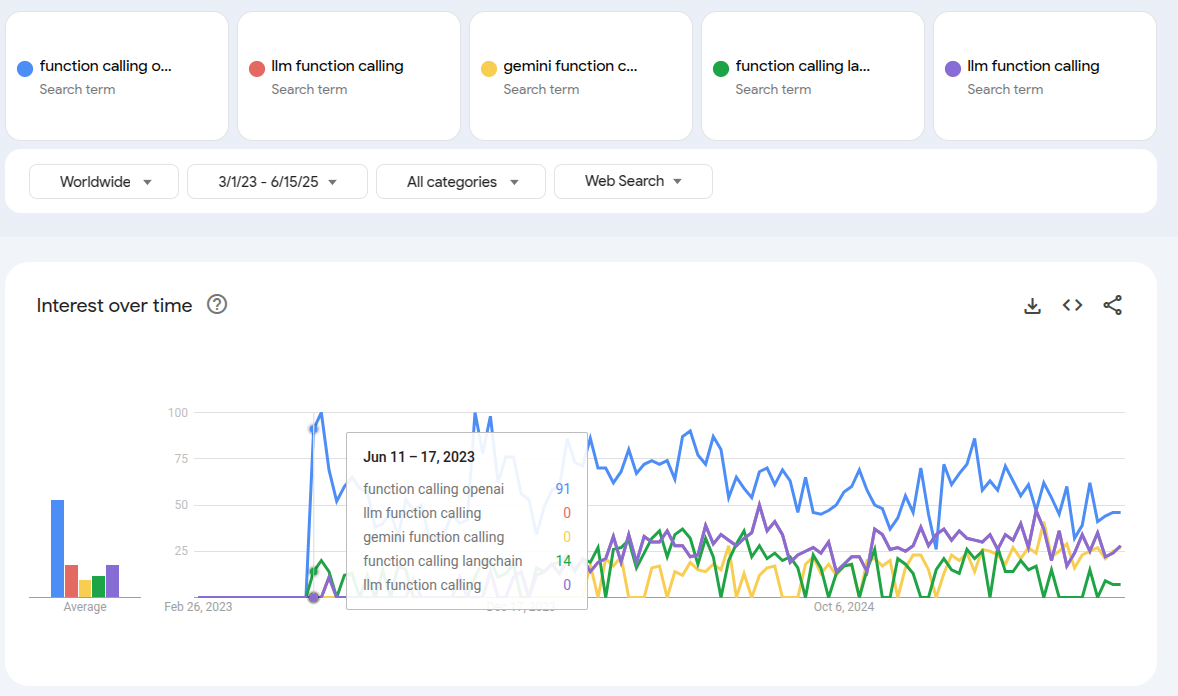 function calling o...
Search term
llm function calling
Search term
gemini function c...
Search term
function calling la...
Search term
llm function calling
Search term
Worldwide
3/1/23 - 6/15/25
All categories
Web Search
Interest over time
?
100
75
50
25
Average
Feb 26, 2023
Oct 6, 2024
Jun 11 – 17, 2023
function calling openai 91
llm function calling 0
gemini function calling 0
function calling langchain 14
llm function calling 0